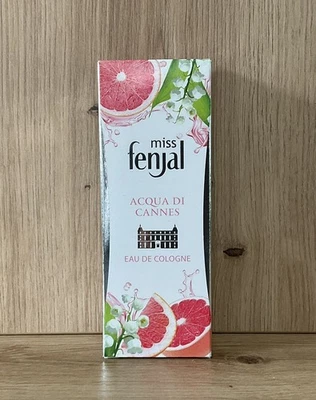 miss
fenjal
ACQUA DI
CANNES
EAU DE COLOGNE